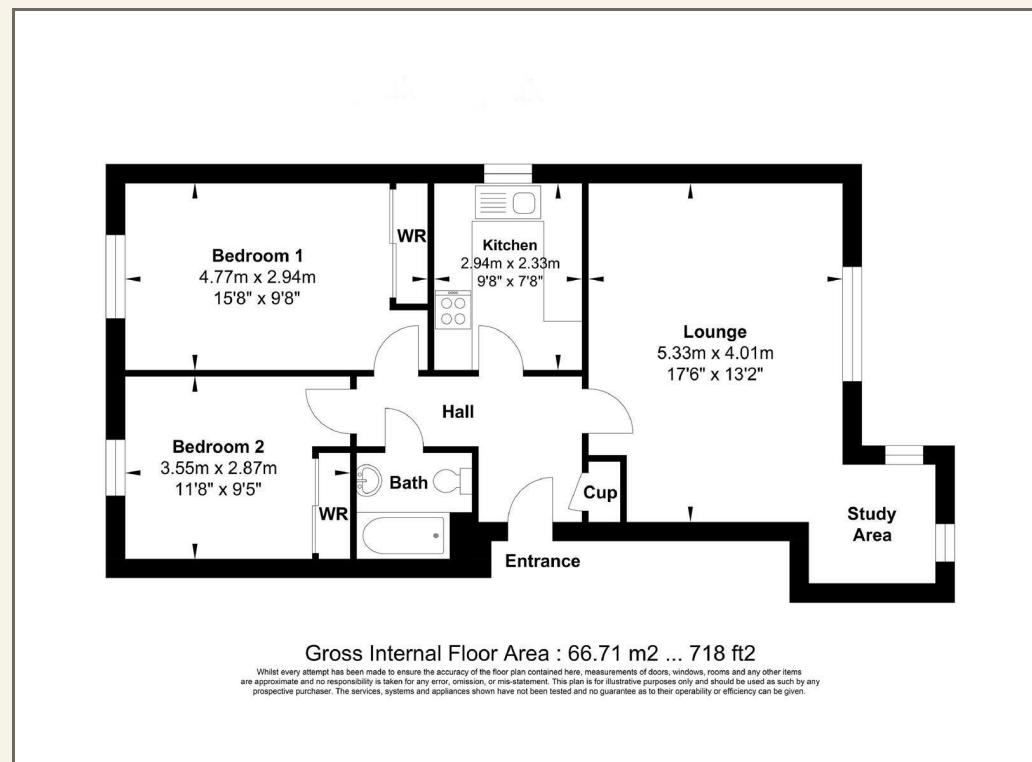 Bedroom 1
4.77m x 2.94m
15'8" x 9'8"
WR
Kitchen
2.94m x 2.33m
9'8" x 7'8"
Lounge
5.33m x 4.01m
17'6" x 13'2"
Hall
Bedroom 2
3.55m x 2.87m
11'8" x 9'5"
WR
Bath
Cup
Study
Area
Entrance
Gross Internal Floor Area : 66.71 m2 ... 718 ft2
Whilst every attempt has been made to ensure the accuracy of the floor plan contained here, measurements of doors, windows, rooms and any other items
are approximate and no responsibility is taken for any error, omission, or mis-statement. This plan is for illustrative purposes only and should be used as such by any
prospective purchaser. The services, systems and appliances shown have not been tested and no guarantee as to their operability or efficiency can be given.